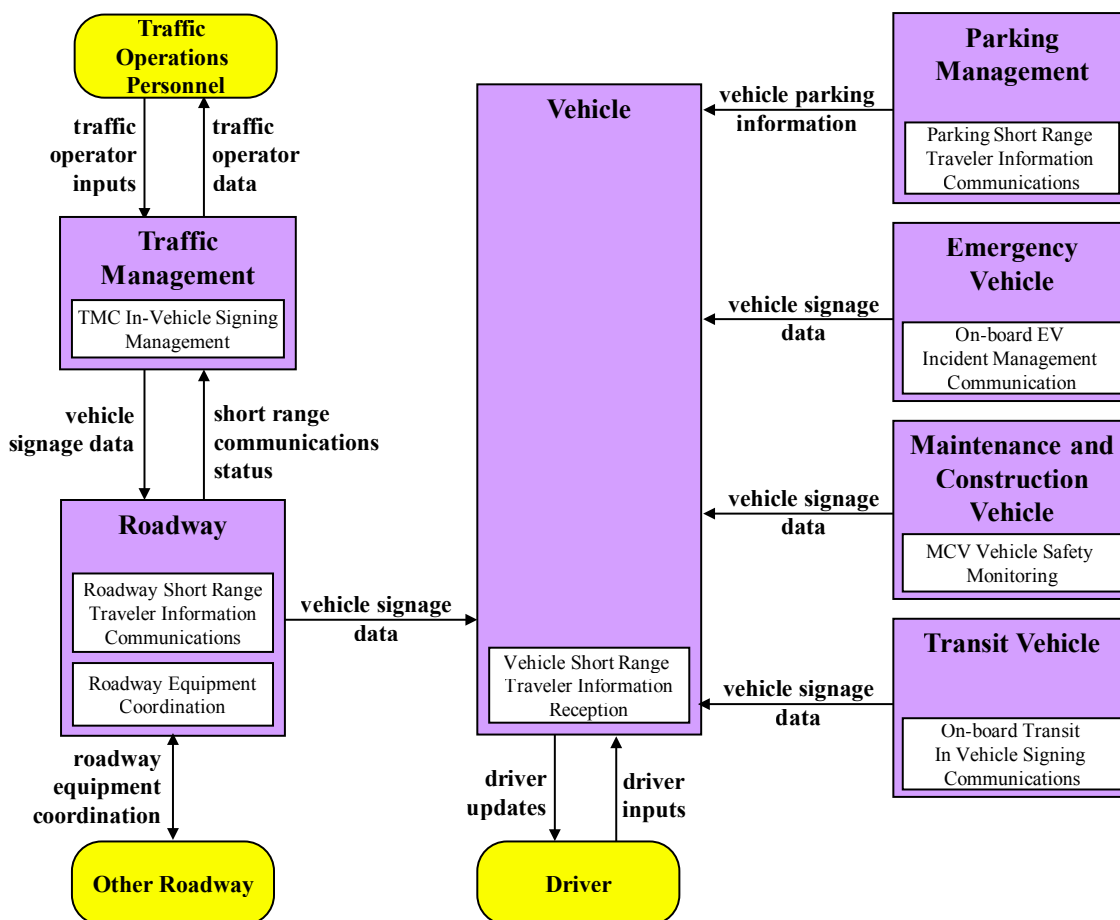 Traffic
Operations
Personnel
traffic
operator
inputs
traffic
operator
data
Traffic
Management
TMC In-Vehicle Signing
Management
vehicle
signage data
short range
communications
status
Roadway
Roadway Short Range
Traveler Information
Communications
Roadway Equipment
Coordination
roadway
equipment
coordination
Other Roadway
vehicle signage
data
Vehicle
Vehicle Short Range
Traveler Information
Reception
driver
updates
driver
inputs
Driver
vehicle parking
information
Parking
Management
Parking Short Range
Traveler Information
Communications
vehicle signage
data
Emergency
Vehicle
On-board EV
Incident Management
Communication
vehicle signage
data
Maintenance and
Construction
Vehicle
MCV Vehicle Safety
Monitoring
vehicle signage
data
Transit Vehicle
On-board Transit
In Vehicle Signing
Communications